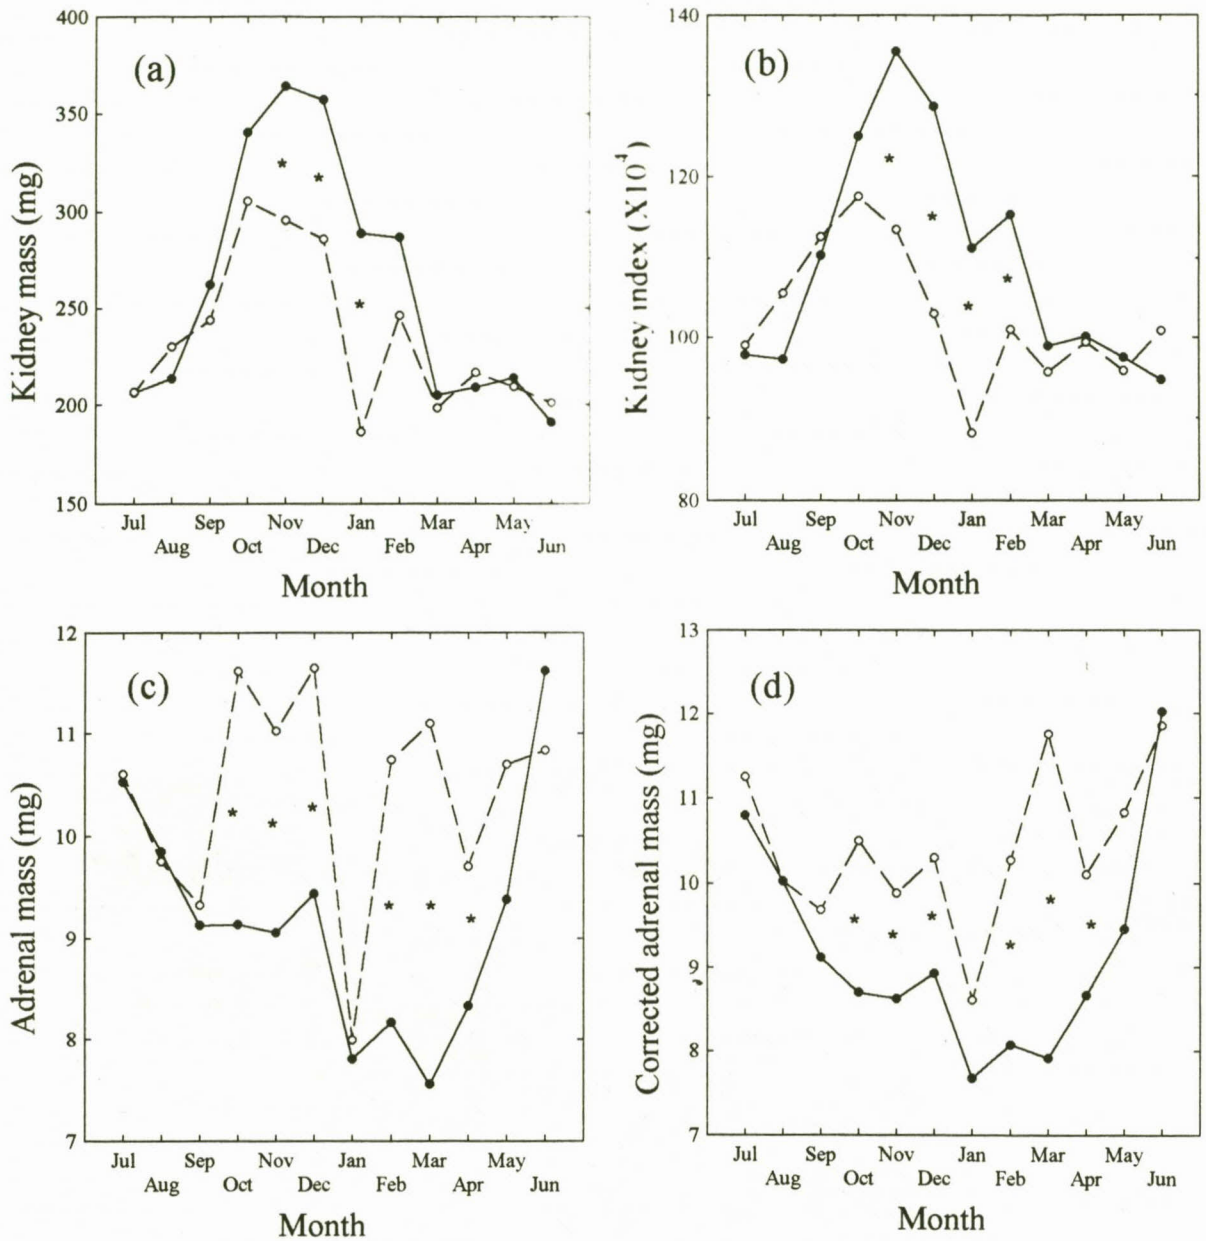 (a)
Kidney mass (mg)
400
350
300
250
200
150
Jul Sep Nov Jan Mar May
Aug Oct Dec Feb Apr Jun
Month
(b)
Kidney index (X10⁻⁴)
140
120
100
80
Jul Sep Nov Jan Mar May
Aug Oct Dec Feb Apr Jun
Month
(c)
Adrenal mass (mg)
12
11
10
9
8
7
Jul Sep Nov Jan Mar May
Aug Oct Dec Feb Apr Jun
Month
(d)
Corrected adrenal mass (mg)
13
12
11
10
9
8
7
Jul Sep Nov Jan Mar May
Aug Oct Dec Feb Apr Jun
Month